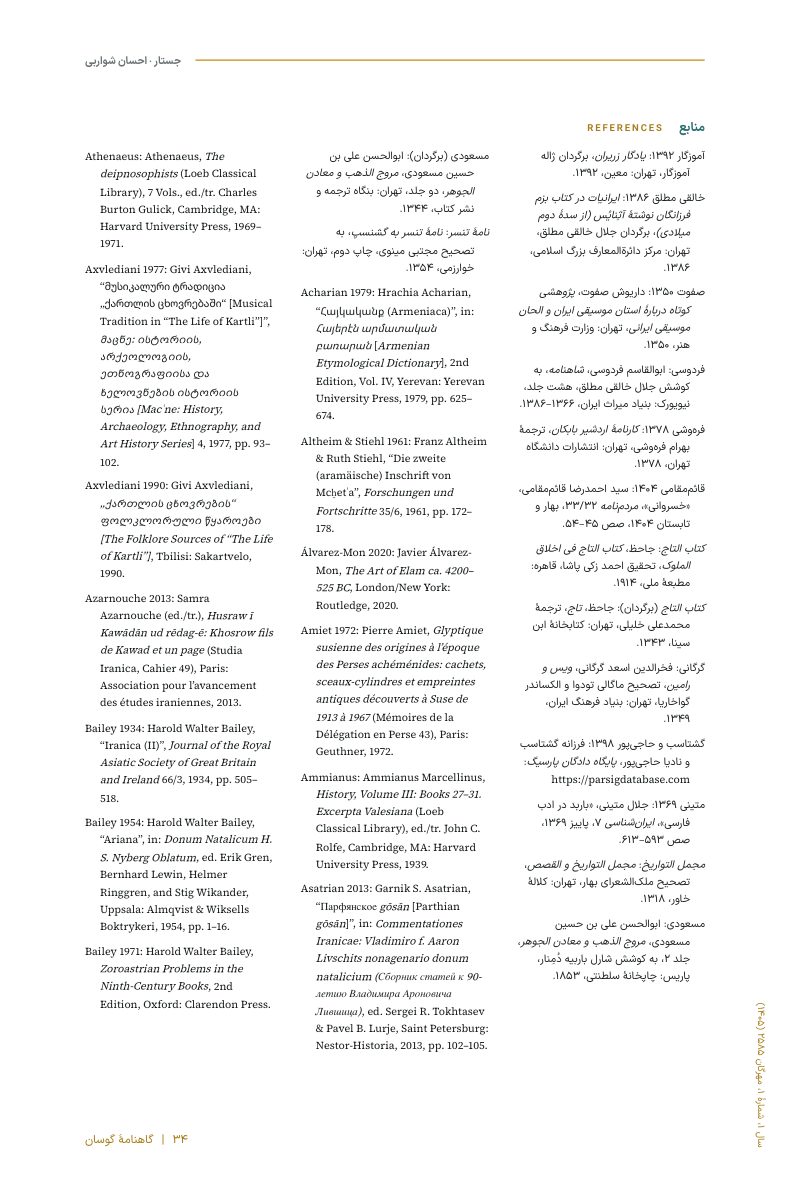 جستار · احسان شواربی
منابع REFERENCES
آموزگار ۱۳۹۲: یادگار زریران، برگردان ژاله
آموزگار، تهران: معین، ۱۳۹۲.
خالقی مطلق ۱۳۸۶: ایرانیات در کتاب بزم
فرزانگان نوشتهٔ آثنائِس (از سدهٔ دوم
میلادی)، برگردان جلال خالقی مطلق،
تهران: مرکز دائرةالمعارف بزرگ اسلامی،
۱۳۸۶.
صفوت ۱۳۵۰: داریوش صفوت، پژوهشی
کوتاه دربارهٔ استان موسیقی ایران و الحان
موسیقی ایرانی، تهران: وزارت فرهنگ و
هنر، ۱۳۵۰.
فردوسی: ابوالقاسم فردوسی، شاهنامه، به
کوشش جلال خالقی مطلق، هشت جلد،
نیویورک: بنیاد میراث ایران، ۱۳۶۶–۱۳۸۶.
فره‌وشی ۱۳۷۸: کارنامهٔ اردشیر بابکان، ترجمهٔ
بهرام فره‌وشی، تهران: انتشارات دانشگاه
تهران، ۱۳۷۸.
قائم‌مقامی ۱۴۰۴: سید احمدرضا قائم‌مقامی،
«خسروانی»، مردم‌نامه ۳۳/۳۲، بهار و
تابستان ۱۴۰۴، صص ۴۵–۵۴.
کتاب التاج: جاحظ، کتاب التاج فی اخلاق
الملوک، تحقیق احمد زکی پاشا، قاهره:
مطبعهٔ ملی، ۱۹۱۴.
کتاب التاج (برگردان): جاحظ، تاج، ترجمهٔ
محمدعلی خلیلی، تهران: کتابخانهٔ ابن
سینا، ۱۳۴۳.
گرگانی: فخرالدین اسعد گرگانی، ویس و
رامین، تصحیح ماگالی تودوا و الکساندر
گواخاریا، تهران: بنیاد فرهنگ ایران،
۱۳۴۹.
گشتاسب و حاجی‌پور ۱۳۹۸: فرزانه گشتاسب
و نادیا حاجی‌پور، پایگاه دادگان پارسیگ:
https://parsigdatabase.com
متینی ۱۳۶۹: جلال متینی، «باربد در ادب
فارسی»، ایران‌شناسی ۷، پاییز ۱۳۶۹،
صص ۵۹۳–۶۱۳.
مجمل التواریخ: مجمل التواریخ و القصص،
تصحیح ملک‌الشعرای بهار، تهران: کلالهٔ
خاور، ۱۳۱۸.
مسعودی: ابوالحسن علی بن حسین
مسعودی، مروج الذهب و معادن الجوهر،
جلد ۲، به کوشش شارل باربیه دُمِنار،
پاریس: چاپخانهٔ سلطنتی، ۱۸۵۳.
مسعودی (برگردان): ابوالحسن علی بن
حسین مسعودی، مروج الذهب و معادن
الجوهر، دو جلد، تهران: بنگاه ترجمه و
نشر کتاب، ۱۳۴۴.
نامهٔ تنسر: نامهٔ تنسر به گشنسپ، به
تصحیح مجتبی مینوی، چاپ دوم، تهران:
خوارزمی، ۱۳۵۴.
Acharian 1979: Hrachia Acharian,
“Հայկականք (Armeniaca)”, in:
Հայերէն արմատական
բառարան [Armenian
Etymological Dictionary], 2nd
Edition, Vol. IV, Yerevan: Yerevan
University Press, 1979, pp. 625–
674.
Altheim & Stiehl 1961: Franz Altheim
& Ruth Stiehl, “Die zweite
(aramäische) Inschrift von
Mcḥet‘a”, Forschungen und
Fortschritte 35/6, 1961, pp. 172–
178.
Álvarez-Mon 2020: Javier Álvarez-
Mon, The Art of Elam ca. 4200–
525 BC, London/New York:
Routledge, 2020.
Amiet 1972: Pierre Amiet, Glyptique
susienne des origines à l’époque
des Perses achéménides: cachets,
sceaux-cylindres et empreintes
antiques découverts à Suse de
1913 à 1967 (Mémoires de la
Délégation en Perse 43), Paris:
Geuthner, 1972.
Ammianus: Ammianus Marcellinus,
History, Volume III: Books 27–31.
Excerpta Valesiana (Loeb
Classical Library), ed./tr. John C.
Rolfe, Cambridge, MA: Harvard
University Press, 1939.
Asatrian 2013: Garnik S. Asatrian,
“Парфянское gōsān [Parthian
gōsān]”, in: Commentationes
Iranicae: Vladimiro f. Aaron
Livschits nonagenario donum
natalicium (Сборник статей к 90-
летию Владимира Ароновича
Лившица), ed. Sergei R. Tokhtasev
& Pavel B. Lurje, Saint Petersburg:
Nestor-Historia, 2013, pp. 102–105.
Athenaeus: Athenaeus, The
deipnosophists (Loeb Classical
Library), 7 Vols., ed./tr. Charles
Burton Gulick, Cambridge, MA:
Harvard University Press, 1969–
1971.
Axvlediani 1977: Givi Axvlediani,
“მუსიკალური ტრადიცია
„ქართლის ცხოვრებაში“ [Musical
Tradition in “The Life of Kartli”]”,
მაცნე: ისტორიის,
არქეოლოგიის,
ეთნოგრაფიისა და
ხელოვნების ისტორიის
სერია [Macʿne: History,
Archaeology, Ethnography, and
Art History Series] 4, 1977, pp. 93–
102.
Axvlediani 1990: Givi Axvlediani,
„ქართლის ცხოვრების“
ფოლკლორული წყაროები
[The Folklore Sources of “The Life
of Kartli”], Tbilisi: Sakartvelo,
1990.
Azarnouche 2013: Samra
Azarnouche (ed./tr.), Husraw ī
Kawādān ud rēdag-ē: Khosrow fils
de Kawad et un page (Studia
Iranica, Cahier 49), Paris:
Association pour l’avancement
des études iraniennes, 2013.
Bailey 1934: Harold Walter Bailey,
“Iranica (II)”, Journal of the Royal
Asiatic Society of Great Britain
and Ireland 66/3, 1934, pp. 505–
518.
Bailey 1954: Harold Walter Bailey,
“Ariana”, in: Donum Natalicum H.
S. Nyberg Oblatum, ed. Erik Gren,
Bernhard Lewin, Helmer
Ringgren, and Stig Wikander,
Uppsala: Almqvist & Wiksells
Boktrykeri, 1954, pp. 1–16.
Bailey 1971: Harold Walter Bailey,
Zoroastrian Problems in the
Ninth-Century Books, 2nd
Edition, Oxford: Clarendon Press.
سال ۱، شمارهٔ ۱، مهرگان ۲۵۸۵ (۱۴۰۵)
۳۴ | گاهنامهٔ گوسان